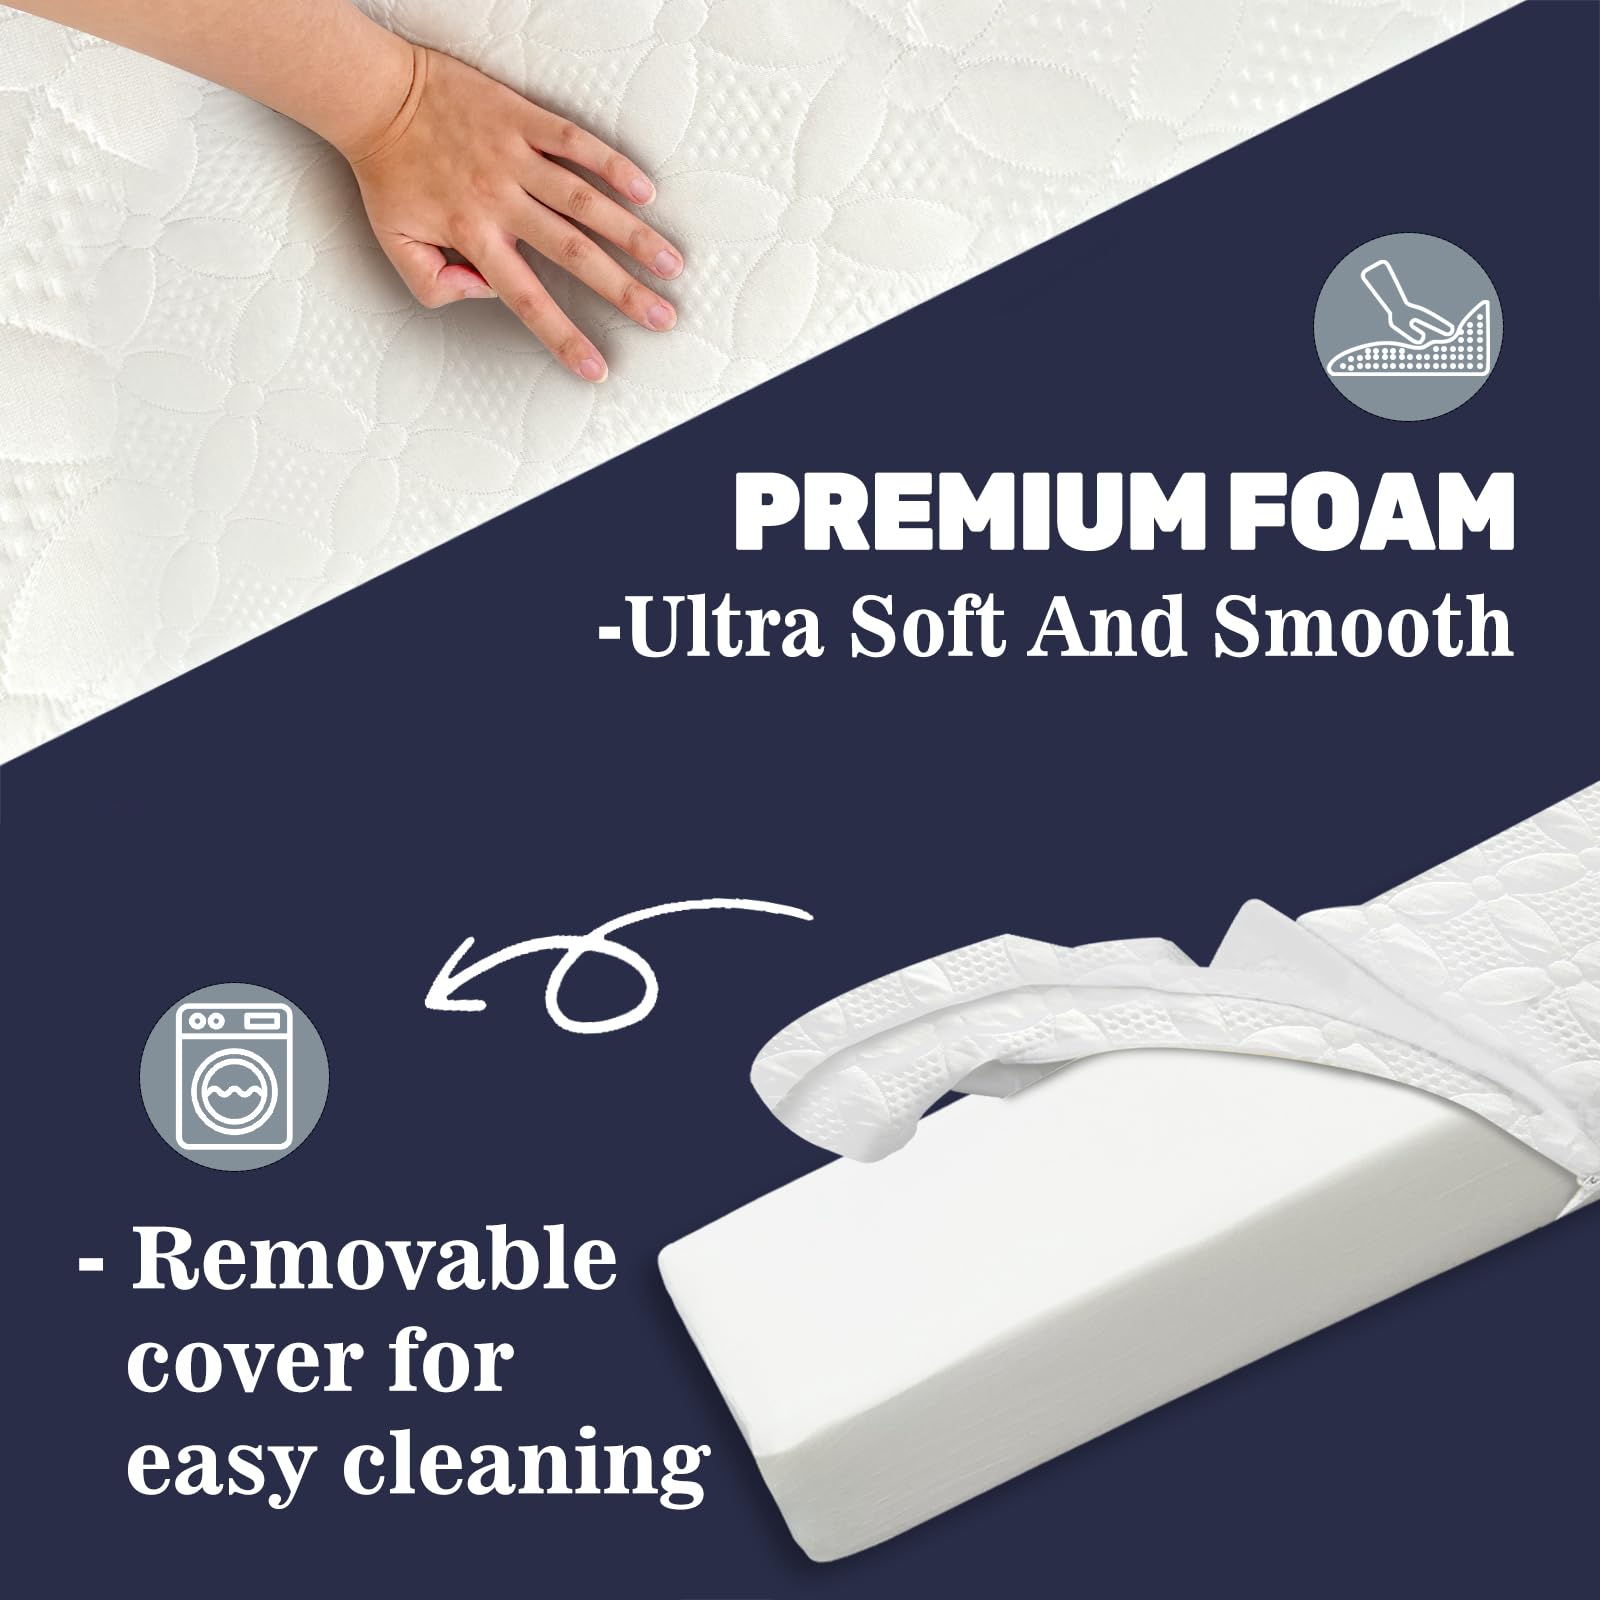 PREMIUM FOAM
-Ultra Soft And Smooth
- Removable
cover for
easy cleaning